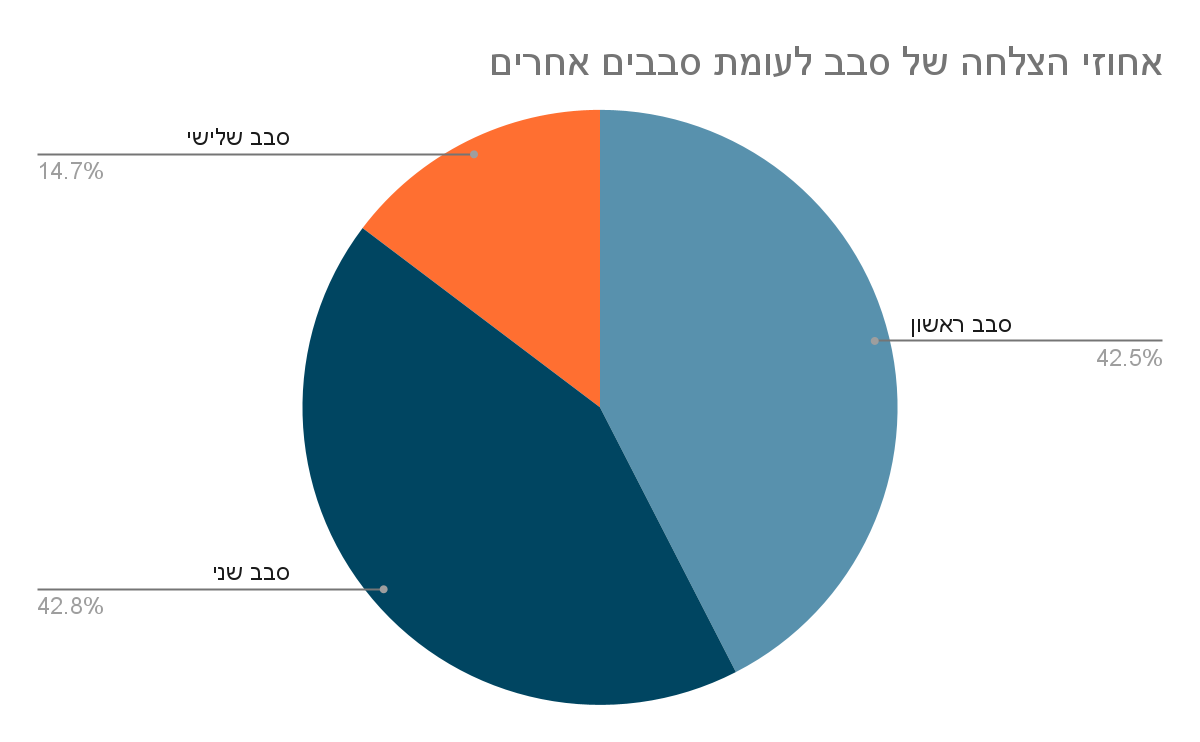 אחוזי הצלחה של סבב לעומת סבבים אחרים
סבב שלישי
14.7%
סבב ראשון
42.5%
סבב שני
42.8%